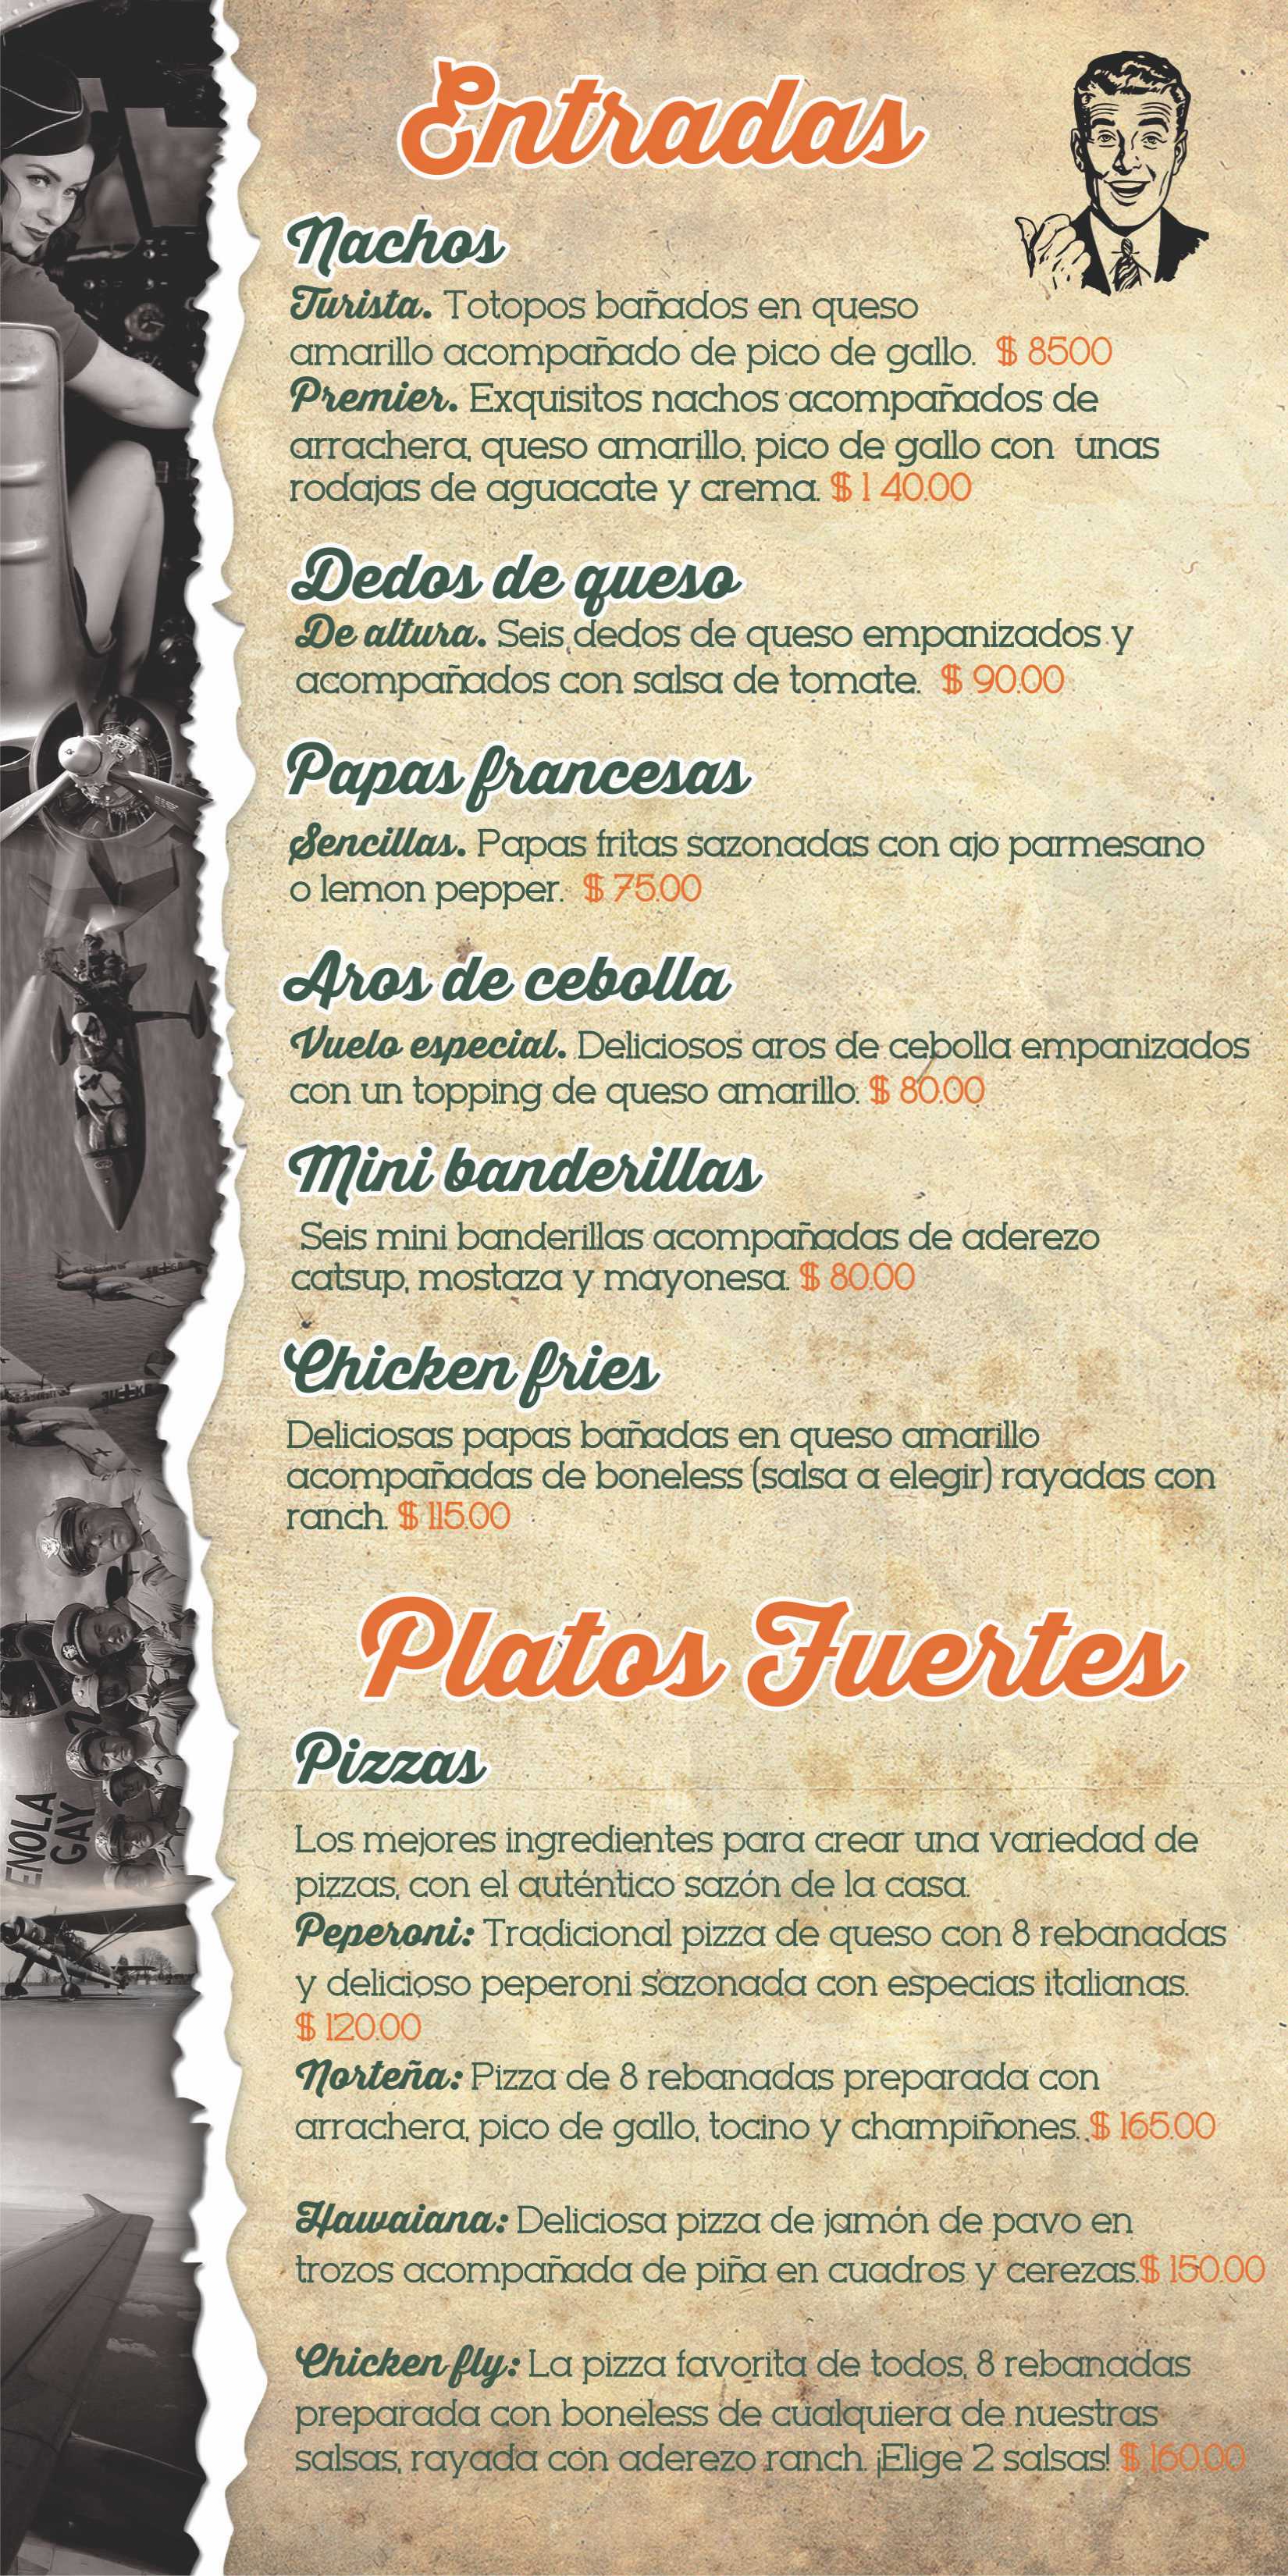 Entradas
Nachos
Turista. Totopos bañados en queso
amarillo acompañado de pico de gallo. $ 8500
Premier. Exquisitos nachos acompañados de
arrachera, queso amarillo, pico de gallo con unas
rodajas de aguacate y crema. $ 1 40.00
Dedos de queso
De altura. Seis dedos de queso empanizados y
acompañados con salsa de tomate. $ 90.00
Papas francesas
Sencillas. Papas fritas sazonadas con ajo parmesano
o lemon pepper. $ 75.00
Aros de cebolla
Vuelo especial. Deliciosos aros de cebolla empanizados
con un topping de queso amarillo. $ 80.00
Mini banderillas
Seis mini banderillas acompañadas de aderezo
catsup, mostaza y mayonesa. $ 80.00
Chicken fries
Deliciosas papas bañadas en queso amarillo
acompañadas de boneless (salsa a elegir) rayadas con
ranch. $ 115.00
Platos Fuertes
Pizzas
Los mejores ingredientes para crear una variedad de
pizzas, con el auténtico sazón de la casa.
Peperoni: Tradicional pizza de queso con 8 rebanadas
y delicioso peperoni sazonada con especias italianas.
$ 120.00
Norteña: Pizza de 8 rebanadas preparada con
arrachera, pico de gallo, tocino y champiñones. $ 165.00
Hawaiana: Deliciosa pizza de jamón de pavo en
trozos acompañada de piña en cuadros y cerezas.$ 150.00
Chicken fly: La pizza favorita de todos, 8 rebanadas
preparada con boneless de cualquiera de nuestras
salsas, rayada con aderezo ranch. ¡Elige 2 salsas! $ 160.00
ENOLA
GAY